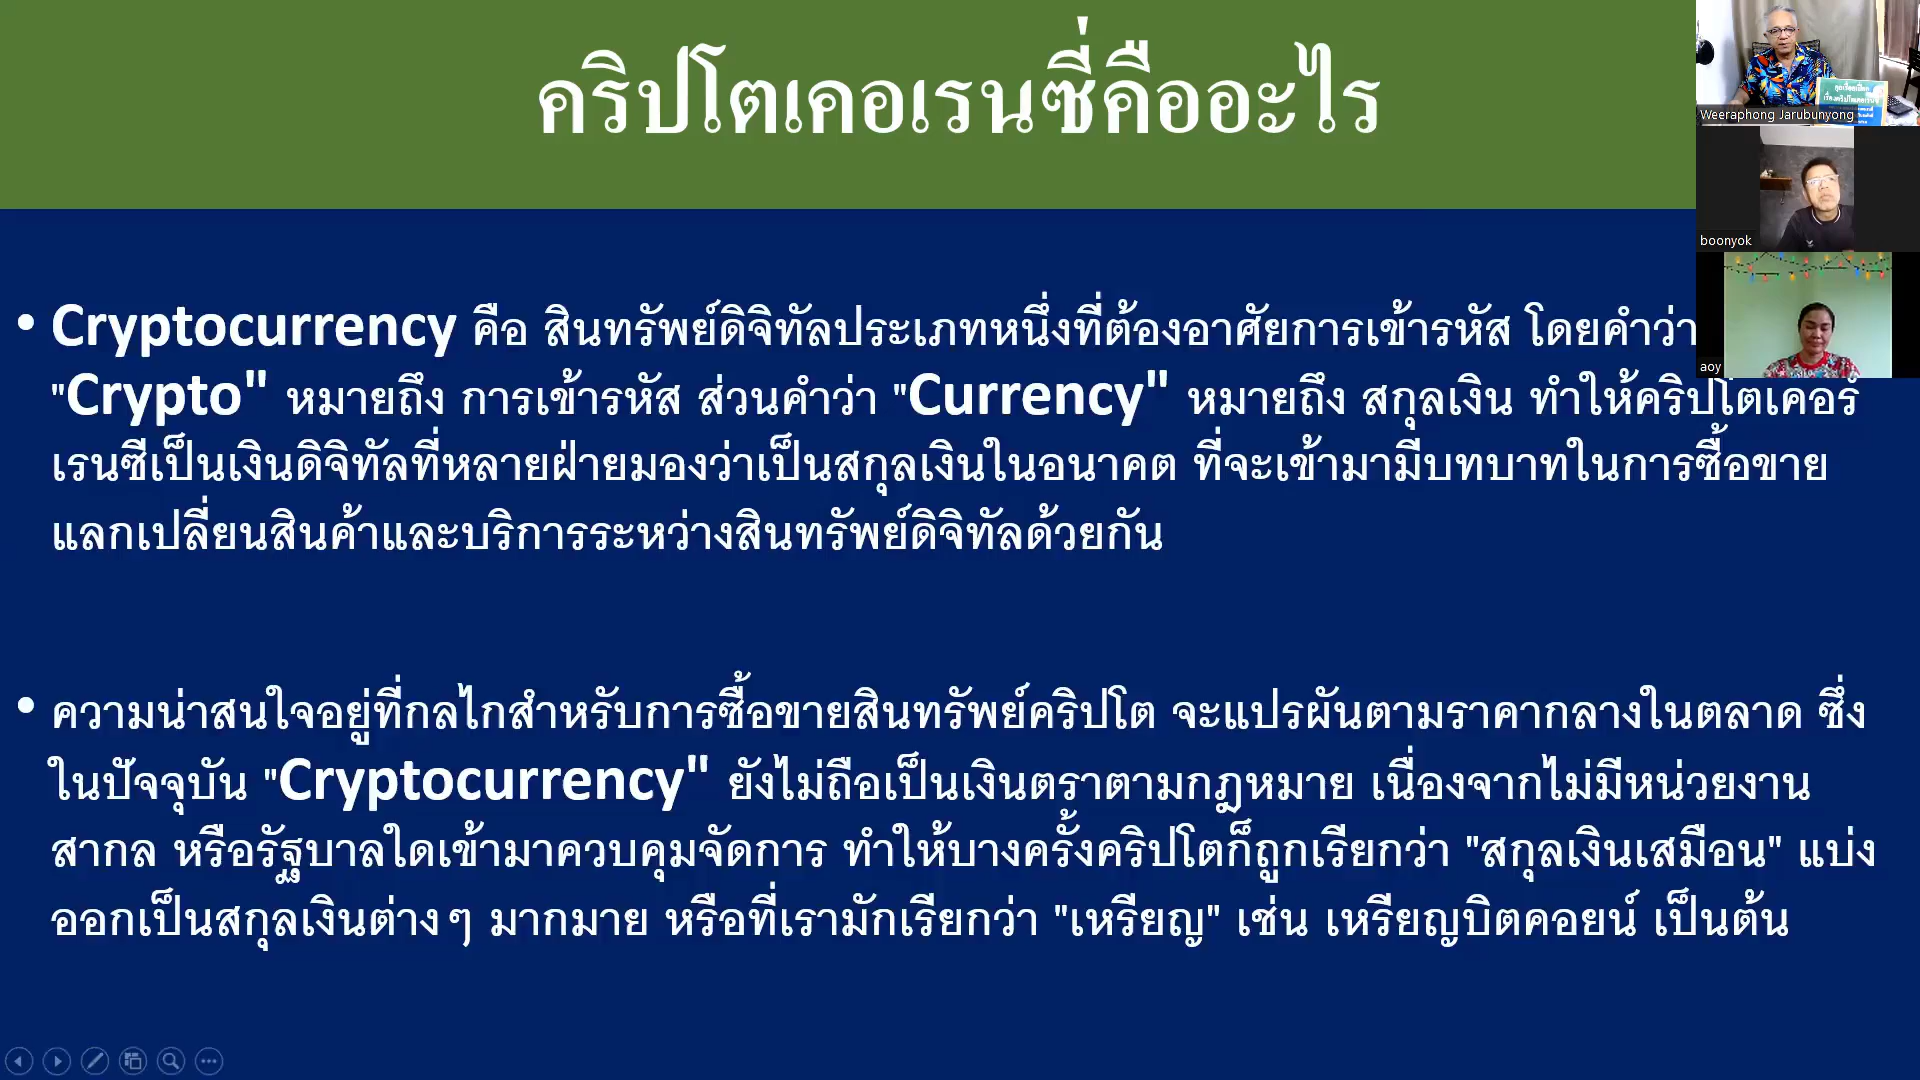 คริปโตเคอเรนซี่คืออะไร
• Cryptocurrency คือ สินทรัพย์ดิจิทัลประเภทหนึ่งที่ต้องอาศัยการเข้ารหัส โดยคำว่า
"Crypto" หมายถึง การเข้ารหัส ส่วนคำว่า "Currency" หมายถึง สกุลเงิน ทำให้คริปโตเคอร์
เรนซีเป็นเงินดิจิทัลที่หลายฝ่ายมองว่าเป็นสกุลเงินในอนาคต ที่จะเข้ามามีบทบาทในการซื้อขาย
แลกเปลี่ยนสินค้าและบริการระหว่างสินทรัพย์ดิจิทัลด้วยกัน
• ความน่าสนใจอยู่ที่กลไกสำหรับการซื้อขายสินทรัพย์คริปโต จะแปรผันตามราคากลางในตลาด ซึ่ง
ในปัจจุบัน "Cryptocurrency" ยังไม่ถือเป็นเงินตราตามกฎหมาย เนื่องจากไม่มีหน่วยงาน
สากล หรือรัฐบาลใดเข้ามาควบคุมจัดการ ทำให้บางครั้งคริปโตก็ถูกเรียกว่า "สกุลเงินเสมือน" แบ่ง
ออกเป็นสกุลเงินต่างๆ มากมาย หรือที่เรามักเรียกว่า "เหรียญ" เช่น เหรียญบิตคอยน์ เป็นต้น
Weeraphong Jarubunyong
boonyok
aoy